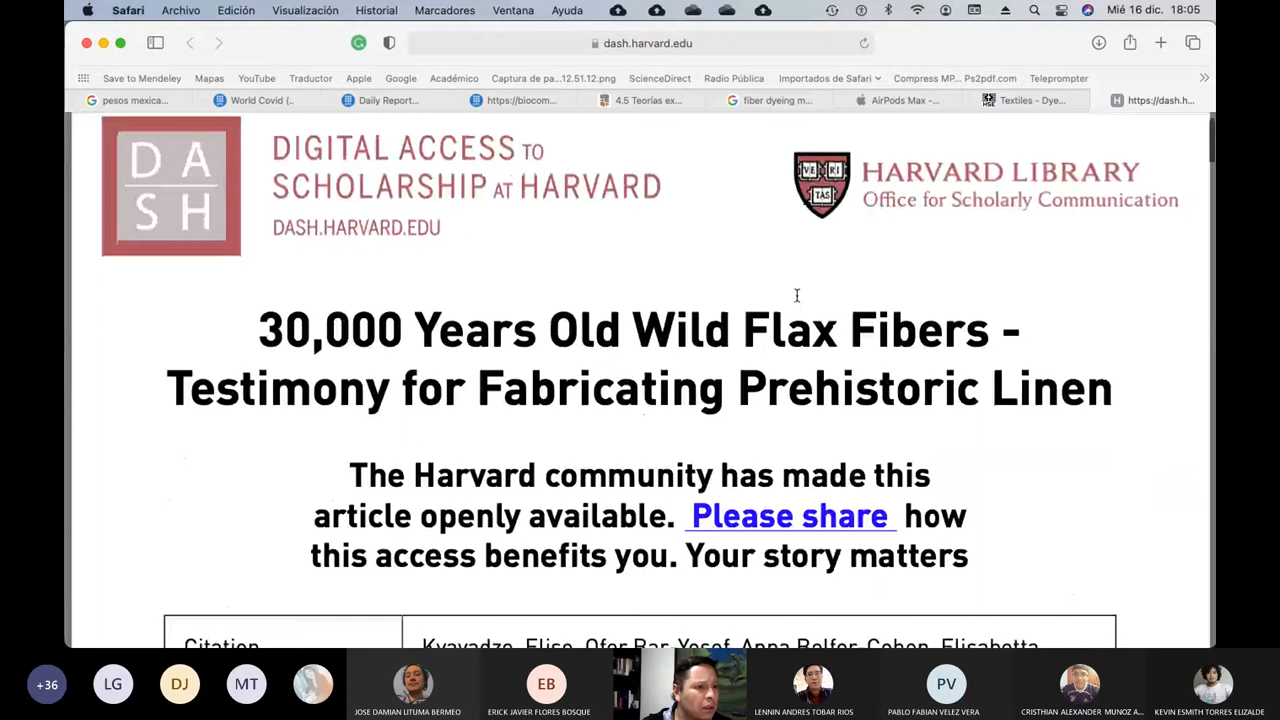 Safari Archivo Edición Visualización Historial Marcadores Ventana Ayuda Mié 16 dic. 18:05
dash.harvard.edu
Save to Mendeley Mapas YouTube Traductor Apple Google Académico Captura de pa...12.51.12.png ScienceDirect Radio Pública Importados de Safari Compress MP... Ps2pdf.com Teleprompter
pesos mexica... World Covid (.. Daily Report... https://biocom... 4.5 Teorías ex... fiber dyeing m... AirPods Max -... Textiles - Dye... https://dash.h...
DA
SH
DIGITAL ACCESS TO
SCHOLARSHIP AT HARVARD
DASH.HARVARD.EDU
VE RI
TAS
HARVARD LIBRARY
Office for Scholarly Communication
30,000 Years Old Wild Flax Fibers -
Testimony for Fabricating Prehistoric Linen
The Harvard community has made this
article openly available. Please share how
this access benefits you. Your story matters
Citation Kvavadze, Eliso, Ofer Bar-Yosef, Anna Belfer-Cohen, Elisabetta
+36 LG DJ MT EB PV
JOSE DAMIAN LITUMA BERMEO ERICK JAVIER FLORES BOSQUE LENNIN ANDRES TOBAR RIOS PABLO FABIAN VELEZ VERA CRISTHIAN ALEXANDER MUÑOZ A... KEVIN ESMITH TORRES ELIZALDE